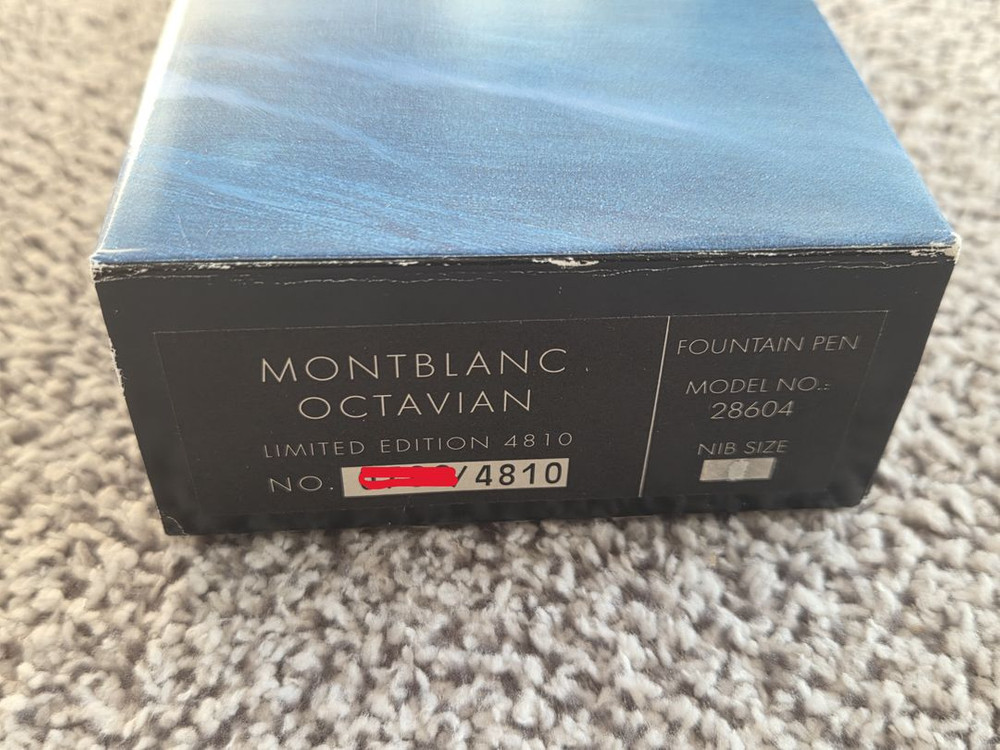 MONTBLANC
OCTAVIAN
LIMITED EDITION 4810
NO. /4810
FOUNTAIN PEN
MODEL NO.:
28604
NIB SIZE